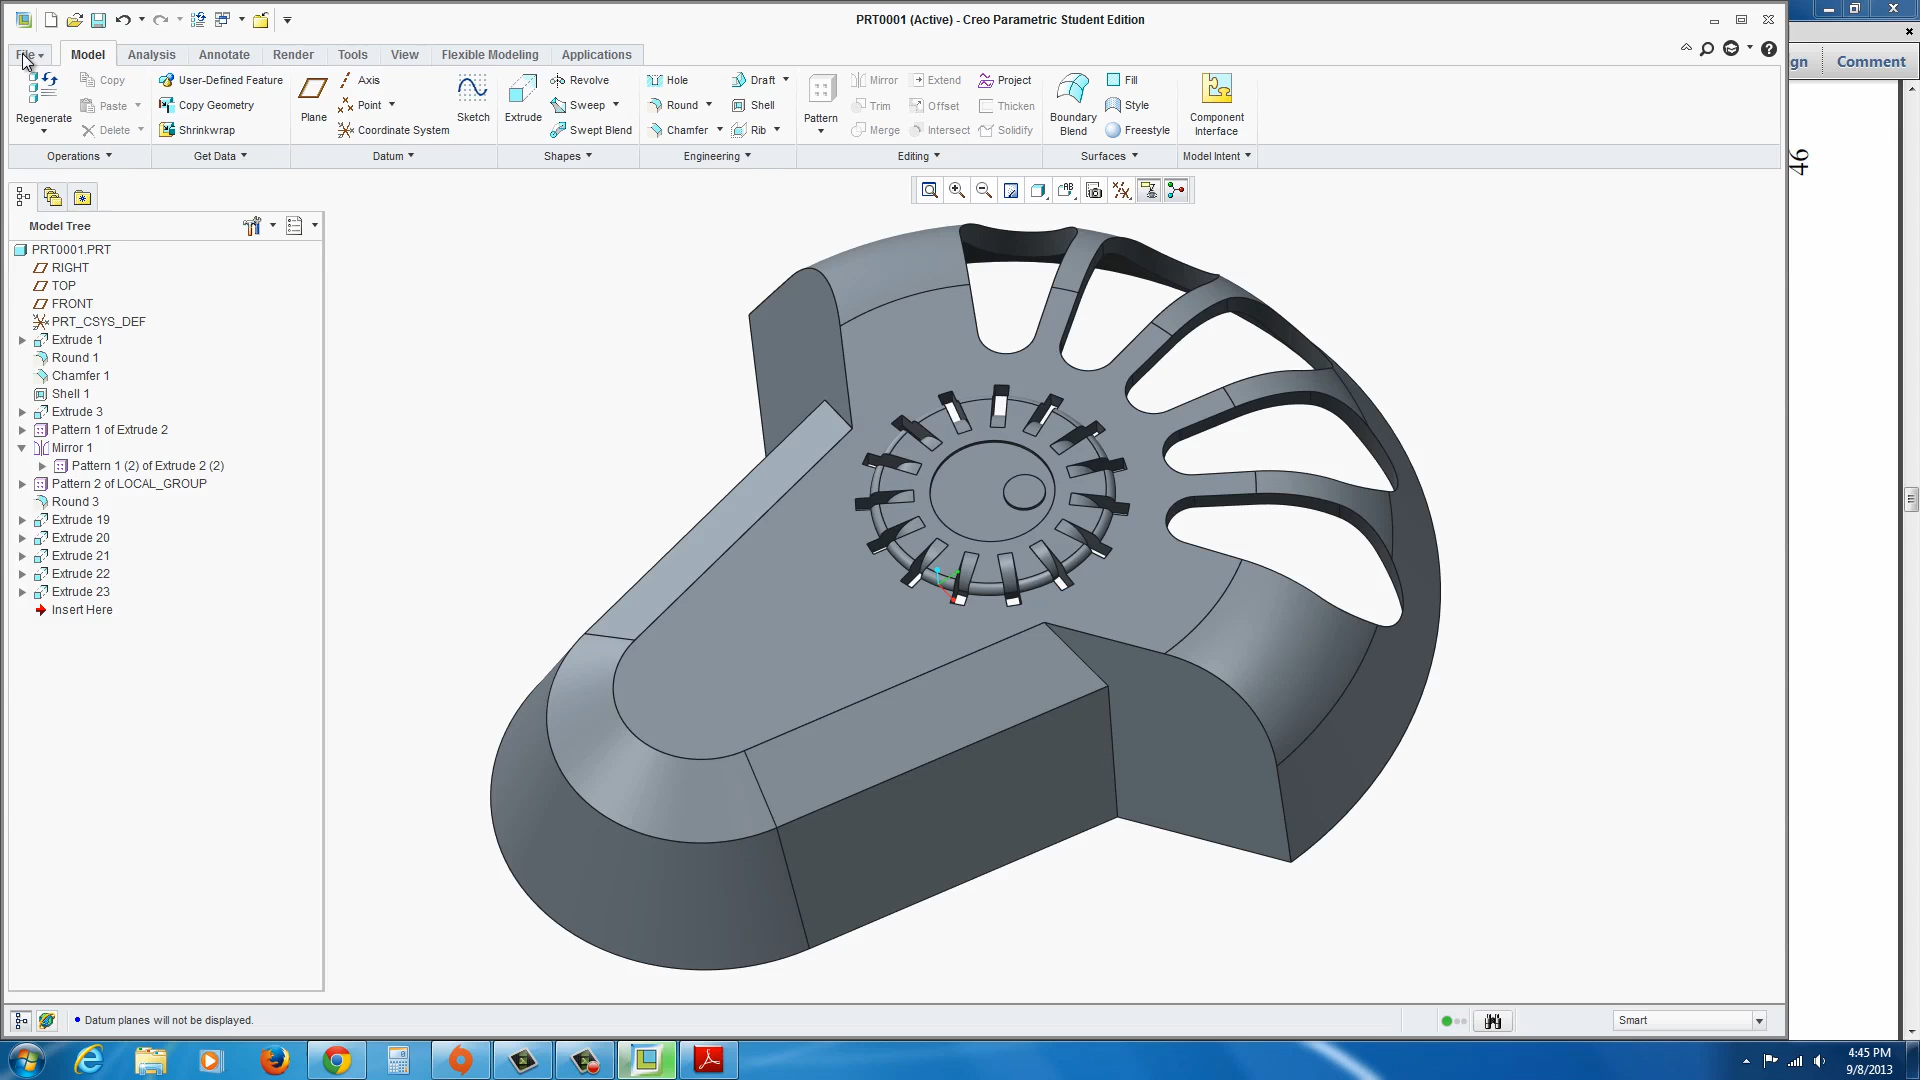 PRT0001 (Active) - Creo Parametric Student Edition
File Model Analysis Annotate Render Tools View Flexible Modeling Applications
Regenerate
Copy
Paste
Delete
Operations
User-Defined Feature
Copy Geometry
Shrinkwrap
Get Data
Plane
Axis
Point
Coordinate System
Sketch
Datum
Extrude
Revolve
Sweep
Swept Blend
Shapes
Hole
Round
Chamfer
Draft
Shell
Rib
Engineering
Pattern
Mirror
Trim
Merge
Extend
Offset
Intersect
Project
Thicken
Solidify
Editing
Boundary
Blend
Fill
Style
Freestyle
Surfaces
Component
Interface
Model Intent
gn Comment
46
Model Tree
PRT0001.PRT
RIGHT
TOP
FRONT
PRT_CSYS_DEF
Extrude 1
Round 1
Chamfer 1
Shell 1
Extrude 3
Pattern 1 of Extrude 2
Mirror 1
Pattern 1 (2) of Extrude 2 (2)
Pattern 2 of LOCAL_GROUP
Round 3
Extrude 19
Extrude 20
Extrude 21
Extrude 22
Extrude 23
Insert Here
Datum planes will not be displayed.
Smart
4:45 PM
9/8/2013